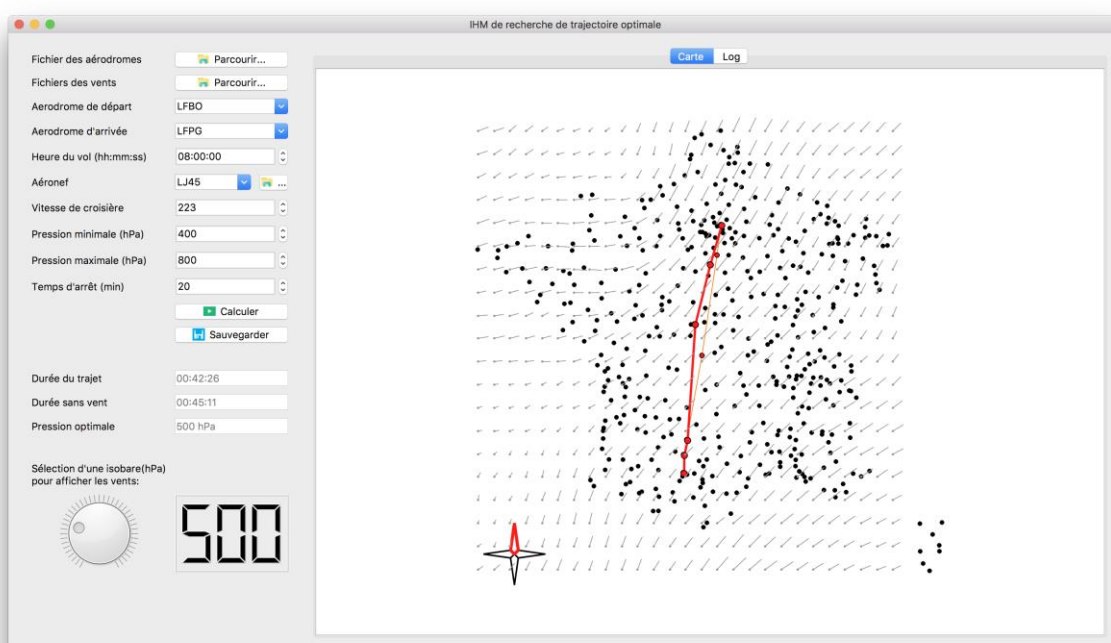 IHM de recherche de trajectoire optimale
Carte Log
Fichier des aérodromes Parcourir...
Fichiers des vents Parcourir...
Aerodrome de départ LFBO
Aerodrome d'arrivée LFPG
Heure du vol (hh:mm:ss) 08:00:00
Aéronef LJ45 ...
Vitesse de croisière 223
Pression minimale (hPa) 400
Pression maximale (hPa) 800
Temps d'arrêt (min) 20
Calculer
Sauvegarder
Durée du trajet 00:42:26
Durée sans vent 00:45:11
Pression optimale 500 hPa
Sélection d'une isobare(hPa)
pour afficher les vents:
500